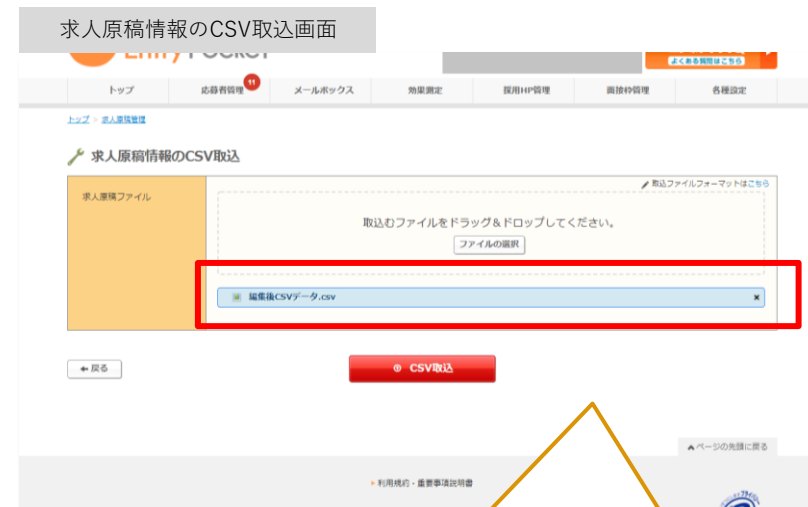 求人原稿情報のCSV取込画面
よくある質問はこちら
トップ
応募者管理
11
メールボックス
効果測定
採用HP管理
面接枠管理
各種設定
トップ > 求人原稿管理
求人原稿情報のCSV取込
取込ファイルフォーマットはこちら
求人原稿ファイル
取込むファイルをドラッグ&ドロップしてください。
ファイルの選択
編集後CSVデータ.csv
戻る
CSV取込
ページの先頭に戻る
利用規約・重要事項説明書